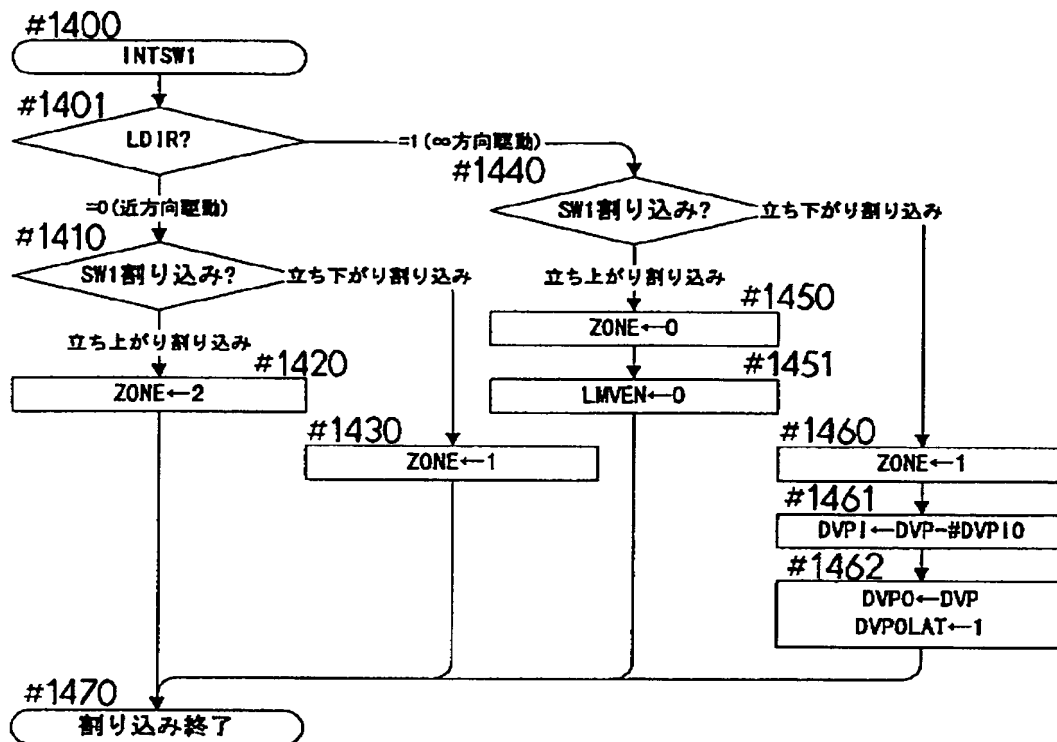 #1400
INTSW1
#1401
LDIR?
=1(∞方向駆動)
=0(近方向駆動)
#1410
SW1割り込み?
立ち下がり割り込み
立ち上がり割り込み
#1420
ZONE←2
#1430
ZONE←1
#1440
SW1割り込み?
立ち下がり割り込み
立ち上がり割り込み
#1450
ZONE←0
#1451
LMVEN←0
#1460
ZONE←1
#1461
DVPI←DVP-#DVPI0
#1462
DVP0←DVP
DVP0LAT←1
#1470
割り込み終了